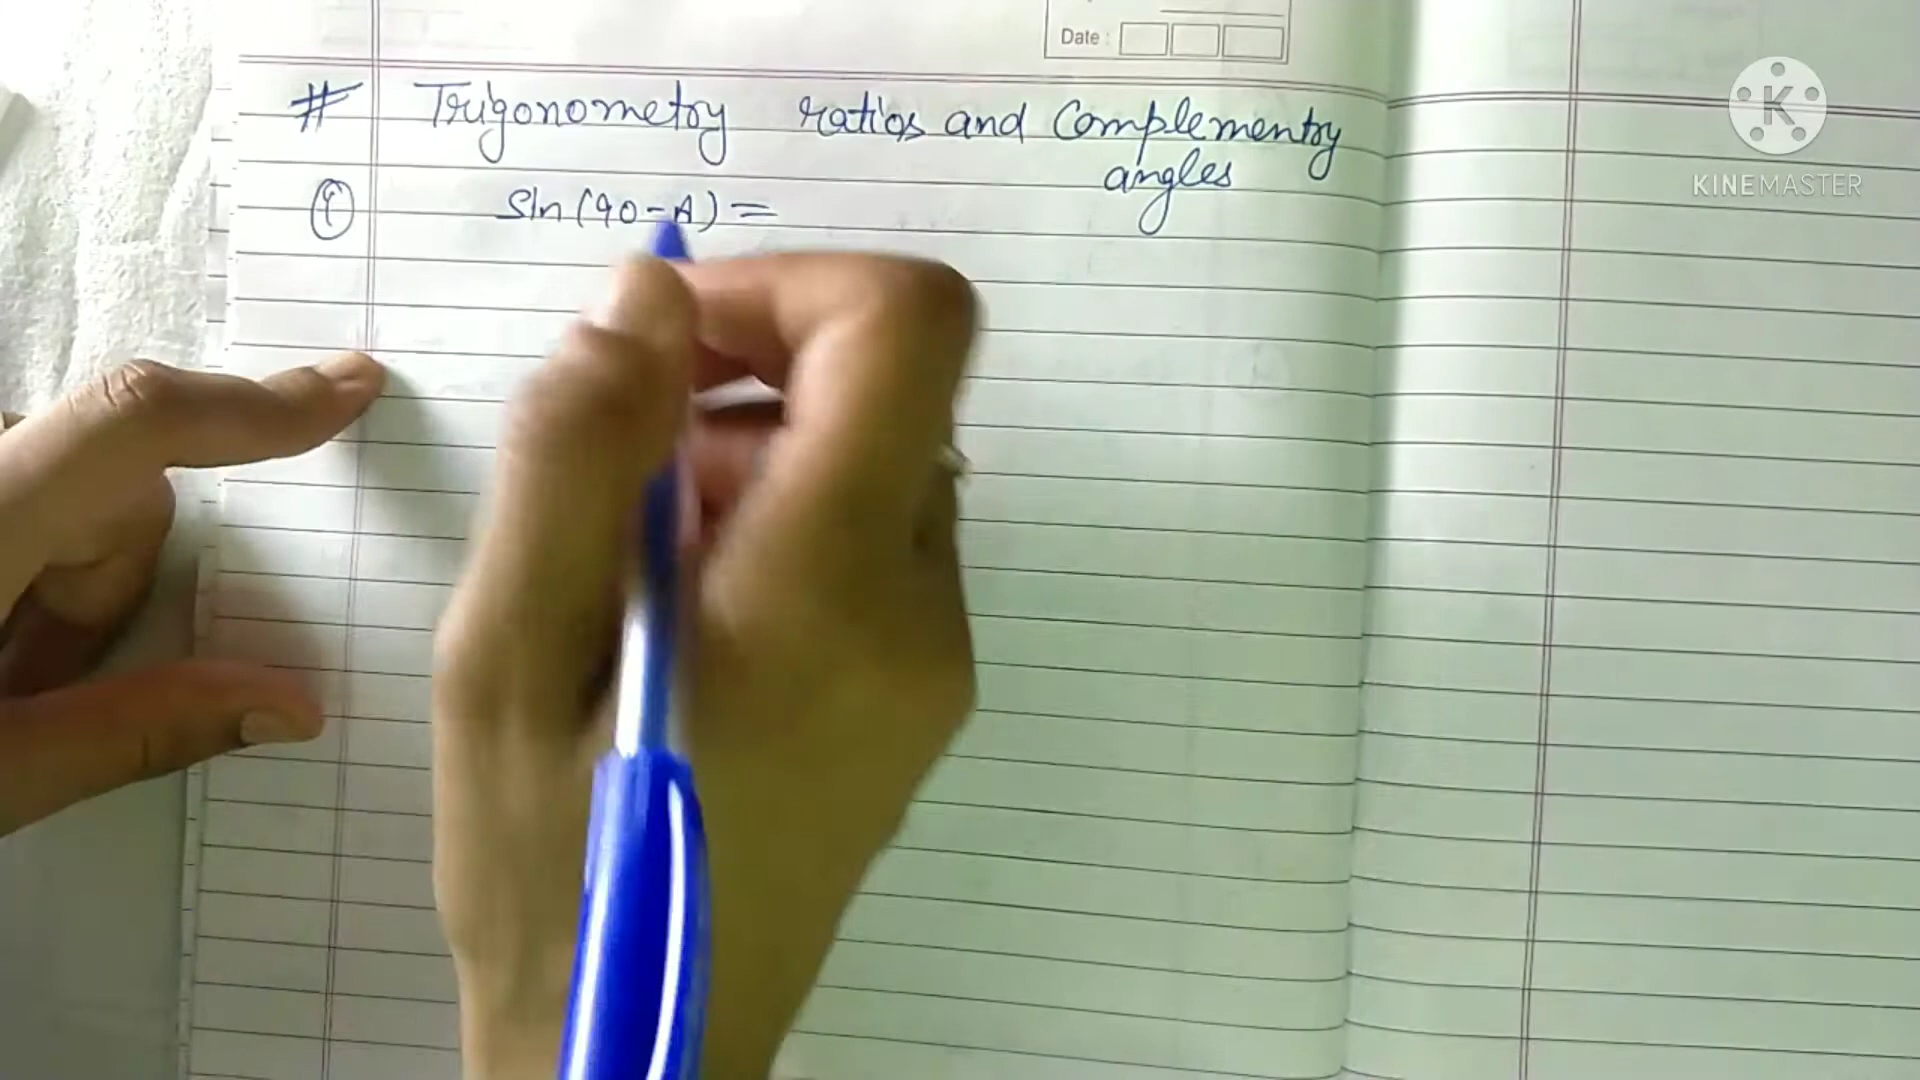 Date :
# Trigonometry ratios and Complementry
angles
(i) Sin (90-A) =
K
KINEMASTER